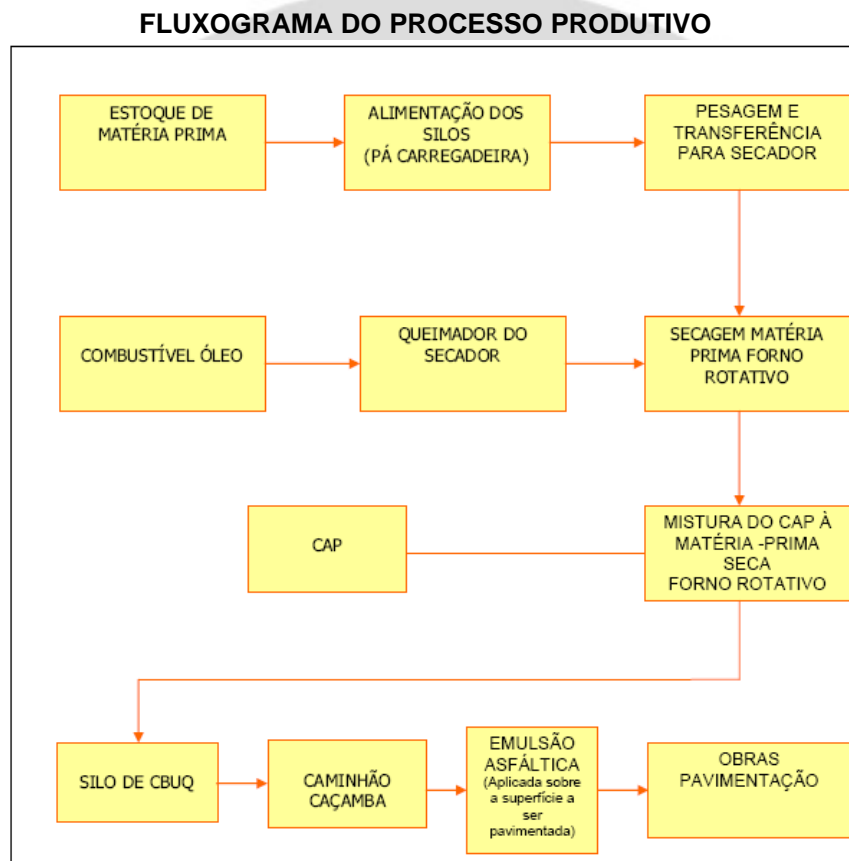 FLUXOGRAMA DO PROCESSO PRODUTIVO
ESTOQUE DE
MATÉRIA PRIMA
ALIMENTAÇÃO DOS
SILOS
(PÁ CARREGADEIRA)
PESAGEM E
TRANSFERÊNCIA
PARA SECADOR
COMBUSTÍVEL ÓLEO
QUEIMADOR DO
SECADOR
SECAGEM MATÉRIA
PRIMA FORNO
ROTATIVO
CAP
MISTURA DO CAP À
MATÉRIA -PRIMA
SECA
FORNO ROTATIVO
SILO DE CBUQ
CAMINHÃO
CAÇAMBA
EMULSÃO
ASFÁLTICA
(Aplicada sobre
a superfície a
ser
pavimentada)
OBRAS
PAVIMENTAÇÃO